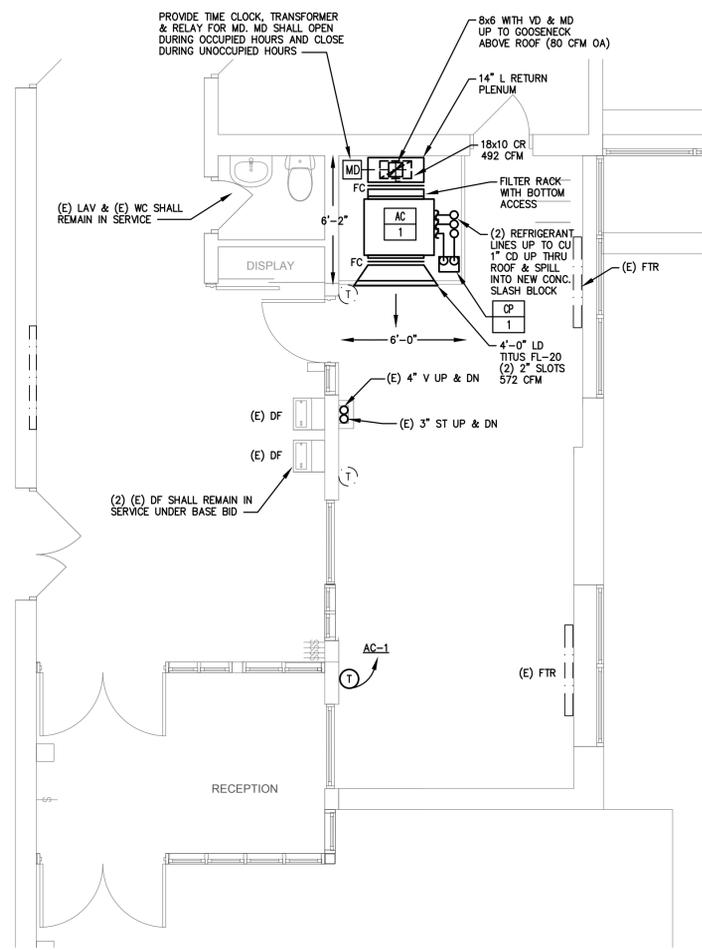 PROVIDE TIME CLOCK, TRANSFORMER
& RELAY FOR MD. MD SHALL OPEN
DURING OCCUPIED HOURS AND CLOSE
DURING UNOCCUPIED HOURS
8x6 WITH VD & MD
UP TO GOOSENECK
ABOVE ROOF (80 CFM OA)
14" L RETURN
PLENUM
18x10 CR
492 CFM
MD
FC
FILTER RACK
WITH BOTTOM
ACCESS
(E) LAV & (E) WC SHALL
REMAIN IN SERVICE
6'-2"
AC
1
(2) REFRIGERANT
LINES UP TO CU
1" CD UP THRU
ROOF & SPILL
INTO NEW CONC.
SLASH BLOCK
DISPLAY
FC
(E) FTR
T
CP
1
6'-0"
4'-0" LD
TITUS FL-20
(2) 2" SLOTS
572 CFM
(E) 4" V UP & DN
(E) DF
(E) 3" ST UP & DN
(E) DF
T
(2) (E) DF SHALL REMAIN IN
SERVICE UNDER BASE BID
SSS
AC-1
T
(E) FTR
RECEPTION
S